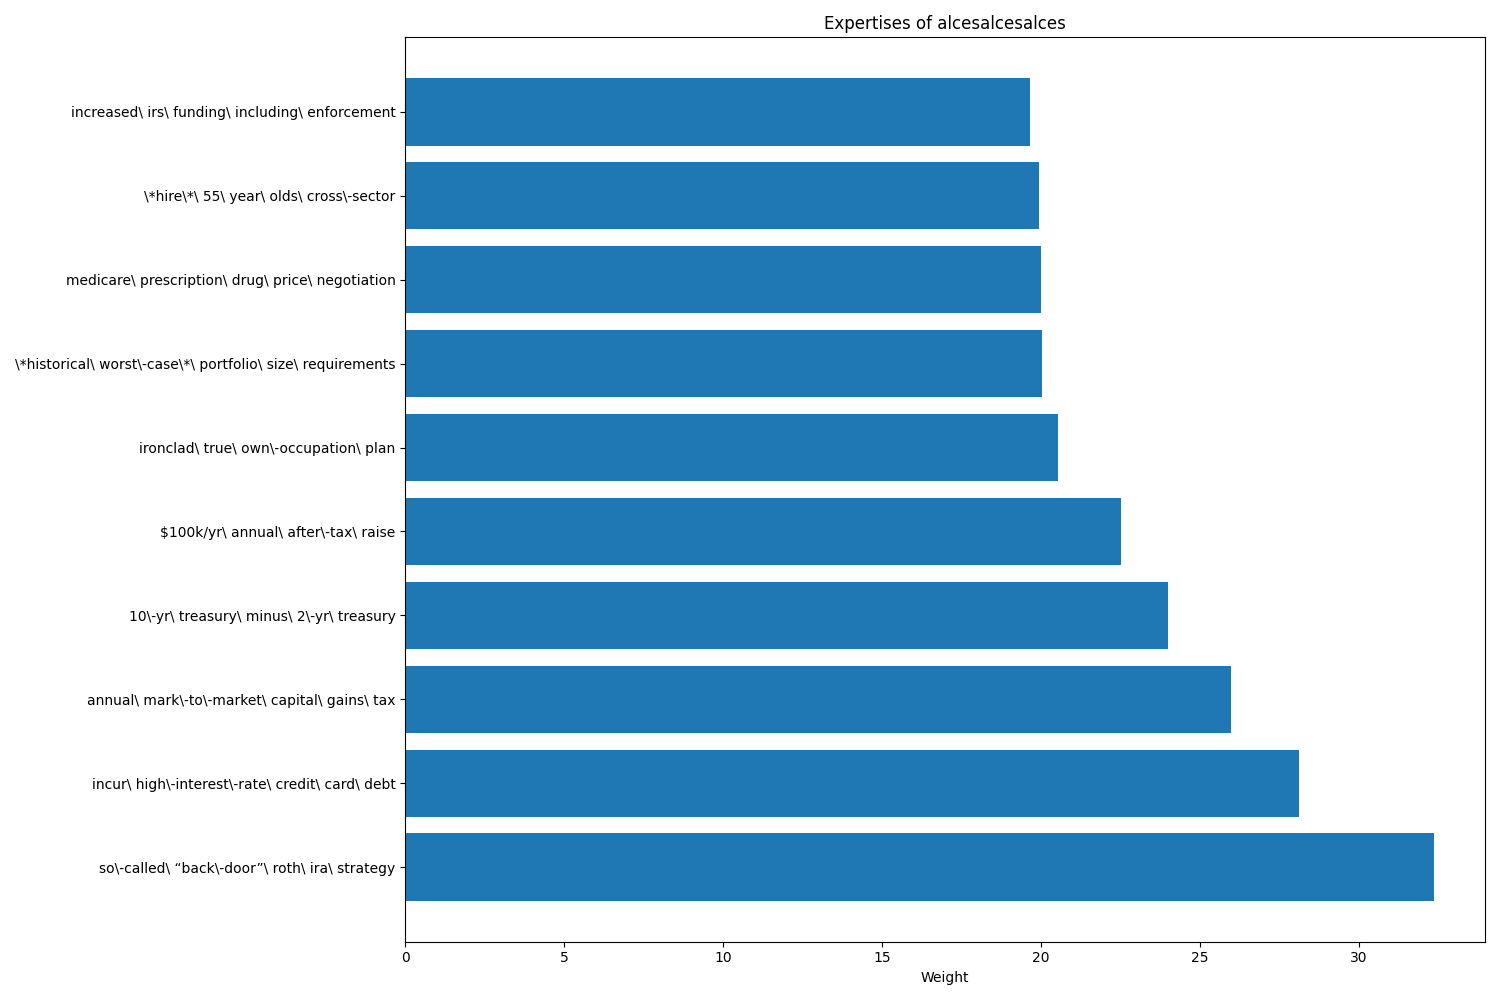 Expertises of alcesalcesalces
increased\ irs\ funding\ including\ enforcement
\*hire\*\ 55\ year\ olds\ cross\-sector
medicare\ prescription\ drug\ price\ negotiation
\*historical\ worst\-case\*\ portfolio\ size\ requirements
ironclad\ true\ own\-occupation\ plan
$100k/yr\ annual\ after\-tax\ raise
10\-yr\ treasury\ minus\ 2\-yr\ treasury
annual\ mark\-to\-market\ capital\ gains\ tax
incur\ high\-interest\-rate\ credit\ card\ debt
so\-called\ “back\-door”\ roth\ ira\ strategy
0 5 10 15 20 25 30
Weight